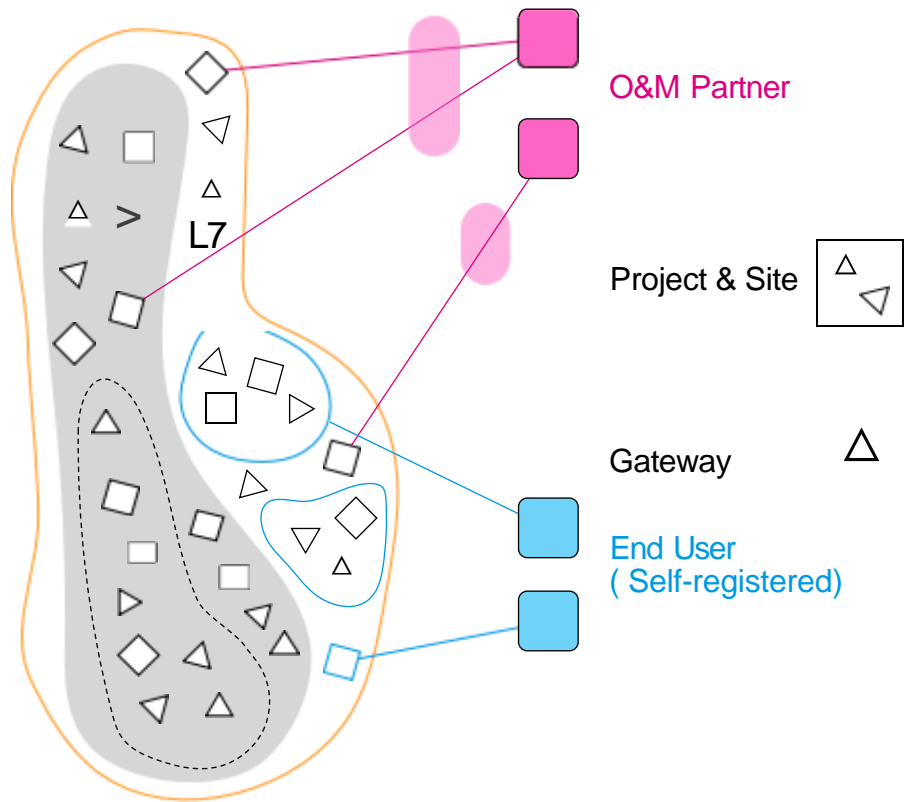 O&M Partner
>
L7
Project & Site
Gateway
End User
( Self-registered)